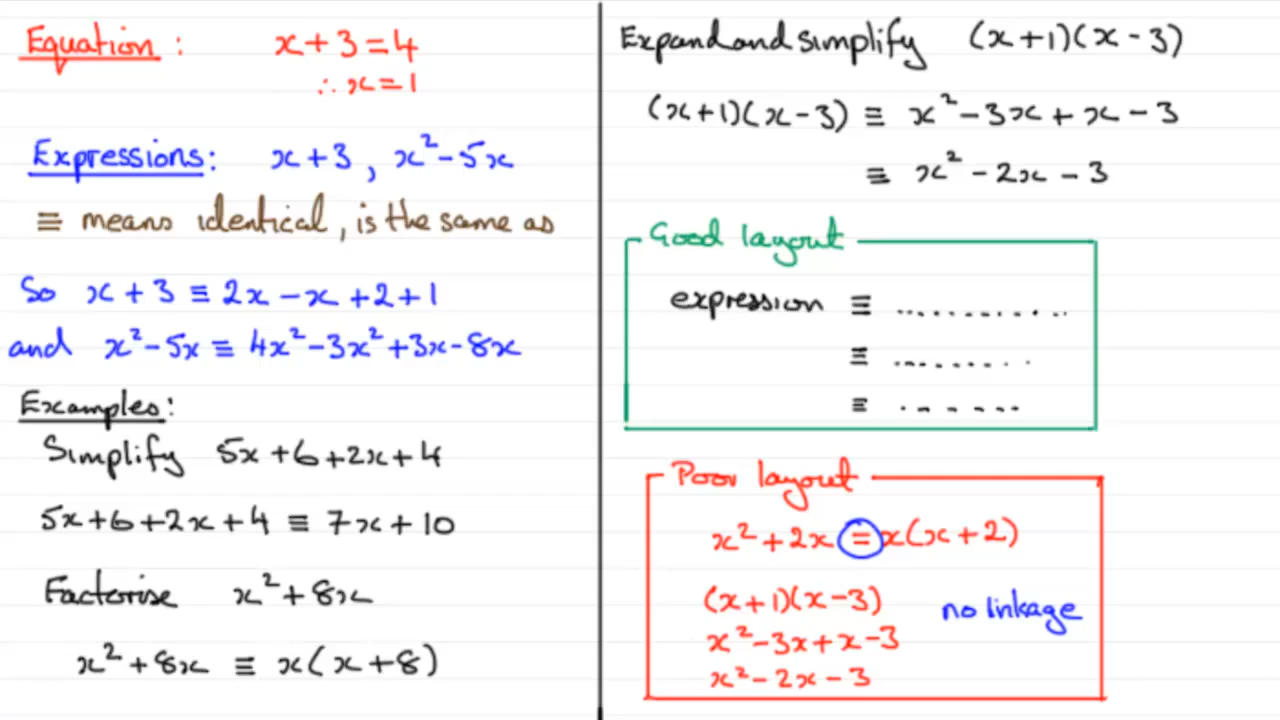 Equation : x + 3 = 4
∴ x = 1
Expressions : x + 3 , x² - 5x
≡ means identical, is the same as
So x + 3 ≡ 2x - x + 2 + 1
and x² - 5x ≡ 4x² - 3x² + 3x - 8x
Examples :
Simplify 5x + 6 + 2x + 4
5x + 6 + 2x + 4 ≡ 7x + 10
Factorise x² + 8x
x² + 8x ≡ x(x + 8)
Expand and simplify (x + 1)(x - 3)
(x + 1)(x - 3) ≡ x² - 3x + x - 3
≡ x² - 2x - 3
Good layout
expression ≡ ............
≡ ..........
≡ ........
Poor layout
x² + 2x = x(x + 2)
(x + 1)(x - 3)
no linkage
x² - 3x + x - 3
x² - 2x - 3